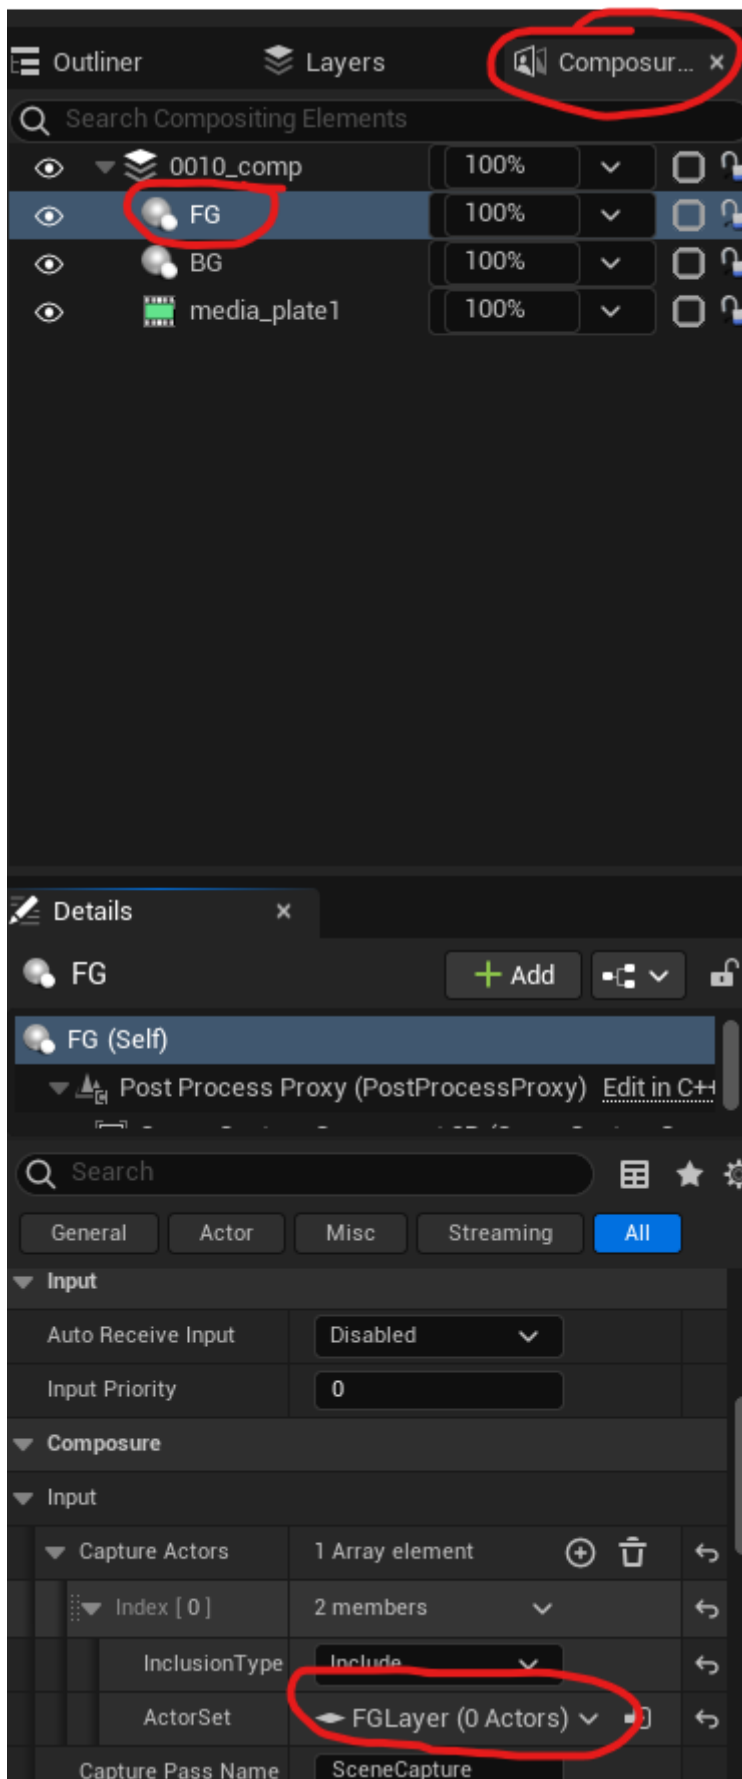 Outliner Layers Composur...
Search Compositing Elements
0010_comp 100%
FG 100%
BG 100%
media_plate1 100%
Details
FG Add
FG (Self)
Post Process Proxy (PostProcessProxy) Edit in C++
Search
General Actor Misc Streaming All
Input
Auto Receive Input Disabled
Input Priority 0
Composure
Input
Capture Actors 1 Array element
Index [ 0 ] 2 members
InclusionType Include
ActorSet FGLayer (0 Actors)
Capture Pass Name SceneCapture